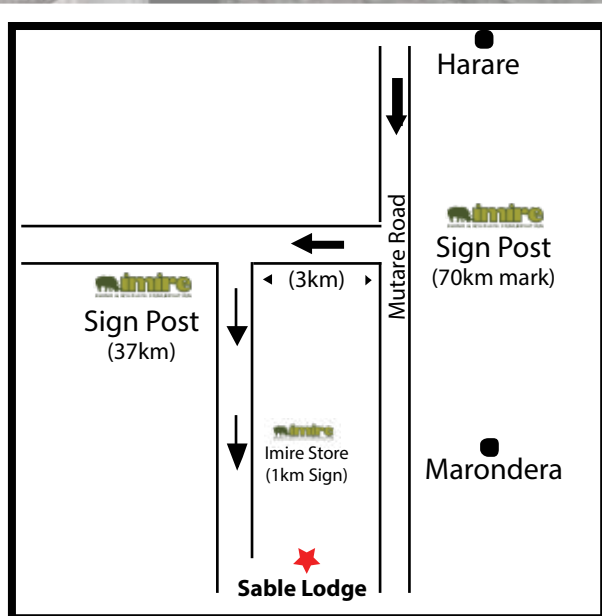 Harare
Mutare Road
imire
Sign Post
(70km mark)
(3km)
imire
Sign Post
(37km)
imire
Imire Store
(1km Sign)
Marondera
Sable Lodge